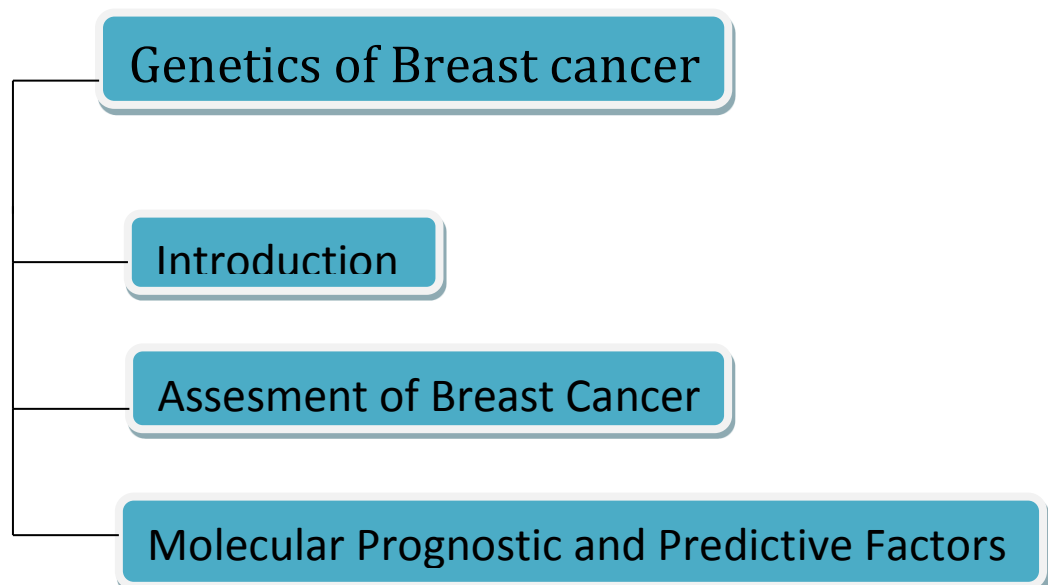 Genetics of Breast cancer
Introduction
Assesment of Breast Cancer
Molecular Prognostic and Predictive Factors